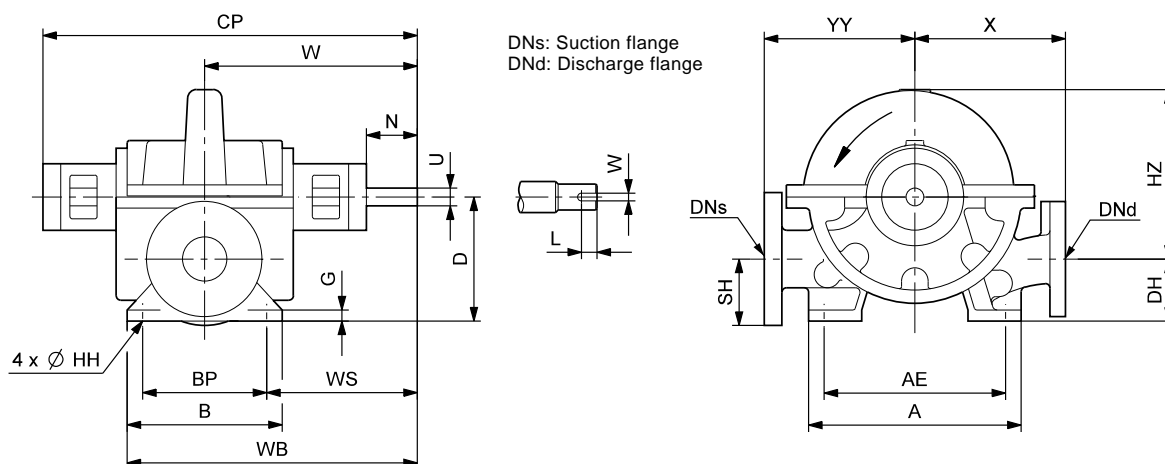 CP
W
N
U
D
G
4 x Ø HH
BP
WS
B
WB
DNs: Suction flange
DNd: Discharge flange
W
L
YY
X
HZ
DNs
DNd
SH
DH
AE
A